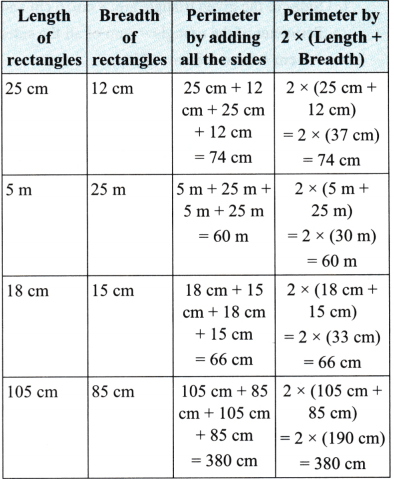 Length of rectangles | Breadth of rectangles | Perimeter by adding all the sides | Perimeter by 2 × (Length + Breadth)
25 cm | 12 cm | 25 cm + 12 cm + 25 cm + 12 cm = 74 cm | 2 × (25 cm + 12 cm) = 2 × (37 cm) = 74 cm
5 m | 25 m | 5 m + 25 m + 5 m + 25 m = 60 m | 2 × (5 m + 25 m) = 2 × (30 m) = 60 m
18 cm | 15 cm | 18 cm + 15 cm + 18 cm + 15 cm = 66 cm | 2 × (18 cm + 15 cm) = 2 × (33 cm) = 66 cm
105 cm | 85 cm | 105 cm + 85 cm + 105 cm + 85 cm = 380 cm | 2 × (105 cm + 85 cm) = 2 × (190 cm) = 380 cm